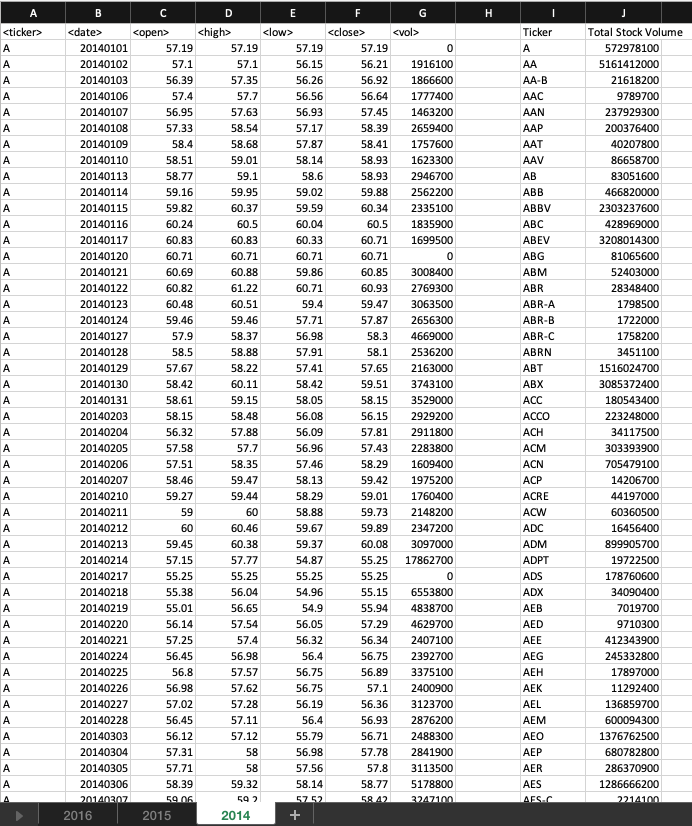 A B C D E F G H I J
<ticker> <date> <open> <high> <low> <close> <vol> Ticker Total Stock Volume
A 20140101 57.19 57.19 57.19 57.19 0 A 572978100
A 20140102 57.1 57.1 56.15 56.21 1916100 AA 5161412000
A 20140103 56.39 57.35 56.26 56.92 1866600 AA-B 21618200
A 20140106 57.4 57.7 56.56 56.64 1777400 AAC 9789700
A 20140107 56.95 57.63 56.93 57.45 1463200 AAN 237929300
A 20140108 57.33 58.54 57.17 58.39 2659400 AAP 200376400
A 20140109 58.4 58.68 57.87 58.41 1757600 AAT 40207800
A 20140110 58.51 59.01 58.14 58.93 1623300 AAV 86658700
A 20140113 58.77 59.1 58.6 58.93 2946700 AB 83051600
A 20140114 59.16 59.95 59.02 59.88 2562200 ABB 466820000
A 20140115 59.82 60.37 59.59 60.34 2335100 ABBV 2303237600
A 20140116 60.24 60.5 60.04 60.5 1835900 ABC 428969000
A 20140117 60.83 60.83 60.33 60.71 1699500 ABEV 3208014300
A 20140120 60.71 60.71 60.71 60.71 0 ABG 81065600
A 20140121 60.69 60.88 59.86 60.85 3008400 ABM 52403000
A 20140122 60.82 61.22 60.71 60.93 2769300 ABR 28348400
A 20140123 60.48 60.51 59.4 59.47 3063500 ABR-A 1798500
A 20140124 59.46 59.46 57.71 57.87 2656300 ABR-B 1722000
A 20140127 57.9 58.37 56.98 58.3 4669000 ABR-C 1758200
A 20140128 58.5 58.88 57.91 58.1 2536200 ABRN 3451100
A 20140129 57.67 58.22 57.41 57.65 2163000 ABT 1516024700
A 20140130 58.42 60.11 58.42 59.51 3743100 ABX 3085372400
A 20140131 58.61 59.15 58.05 58.15 3529000 ACC 180543400
A 20140203 58.15 58.48 56.08 56.15 2929200 ACCO 223248000
A 20140204 56.32 57.88 56.09 57.81 2911800 ACH 34117500
A 20140205 57.58 57.7 56.96 57.43 2283800 ACM 303393900
A 20140206 57.51 58.35 57.46 58.29 1609400 ACN 705479100
A 20140207 58.46 59.47 58.13 59.42 1975200 ACP 14206700
A 20140210 59.27 59.44 58.29 59.01 1760400 ACRE 44197000
A 20140211 59 60 58.88 59.73 2148200 ACW 60360500
A 20140212 60 60.46 59.67 59.89 2347200 ADC 16456400
A 20140213 59.45 60.38 59.37 60.08 3097000 ADM 899905700
A 20140214 57.15 57.77 54.87 55.25 17862700 ADPT 19722500
A 20140217 55.25 55.25 55.25 55.25 0 ADS 178760600
A 20140218 55.38 56.04 54.96 55.15 6553800 ADX 34090400
A 20140219 55.01 56.65 54.9 55.94 4838700 AEB 7019700
A 20140220 56.14 57.54 56.05 57.29 4629700 AED 9710300
A 20140221 57.25 57.4 56.32 56.34 2407100 AEE 412343900
A 20140224 56.45 56.98 56.4 56.75 2392700 AEG 245332800
A 20140225 56.8 57.57 56.75 56.89 3375100 AEH 17897000
A 20140226 56.98 57.62 56.75 57.1 2400900 AEK 11292400
A 20140227 57.02 57.28 56.19 56.36 3123700 AEL 136859700
A 20140228 56.45 57.11 56.4 56.93 2876200 AEM 600094300
A 20140303 56.12 57.12 55.79 56.71 2488300 AEO 1376762500
A 20140304 57.31 58 56.98 57.78 2841900 AEP 680782800
A 20140305 57.71 58 57.56 57.8 3113500 AER 286370900
A 20140306 58.39 59.32 58.14 58.77 5178800 AES 1286666200
A 20140307 59.06 59.2 57.52 58.42 3247100 AES-C 2214100
2016 2015 2014 +